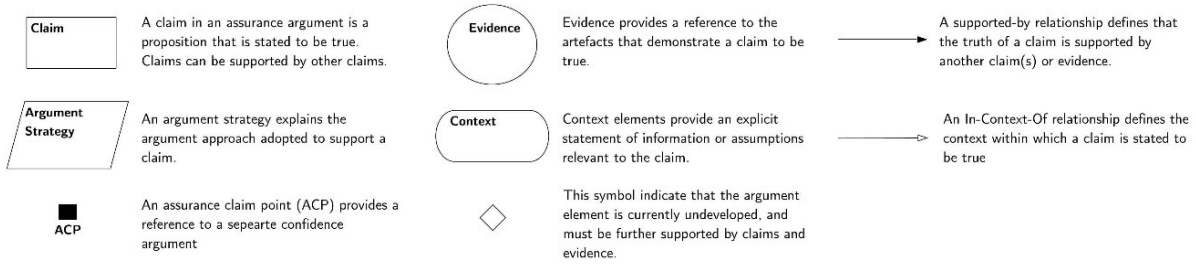 Claim
A claim in an assurance argument is a
proposition that is stated to be true.
Claims can be supported by other claims.
Evidence
Evidence provides a reference to the
artefacts that demonstrate a claim to be
true.
A supported-by relationship defines that
the truth of a claim is supported by
another claim(s) or evidence.
Argument
Strategy
An argument strategy explains the
argument approach adopted to support a
claim.
Context
Context elements provide an explicit
statement of information or assumptions
relevant to the claim.
An In-Context-Of relationship defines the
context within which a claim is stated to
be true
ACP
An assurance claim point (ACP) provides a
reference to a sepearte confidence
argument
This symbol indicate that the argument
element is currently undeveloped, and
must be further supported by claims and
evidence.